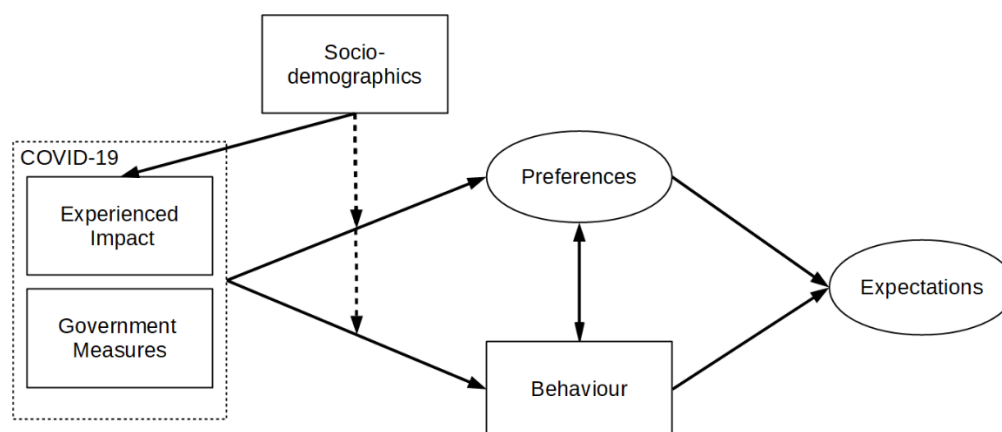 Socio-
demographics
COVID-19
Experienced
Impact
Government
Measures
Preferences
Behaviour
Expectations